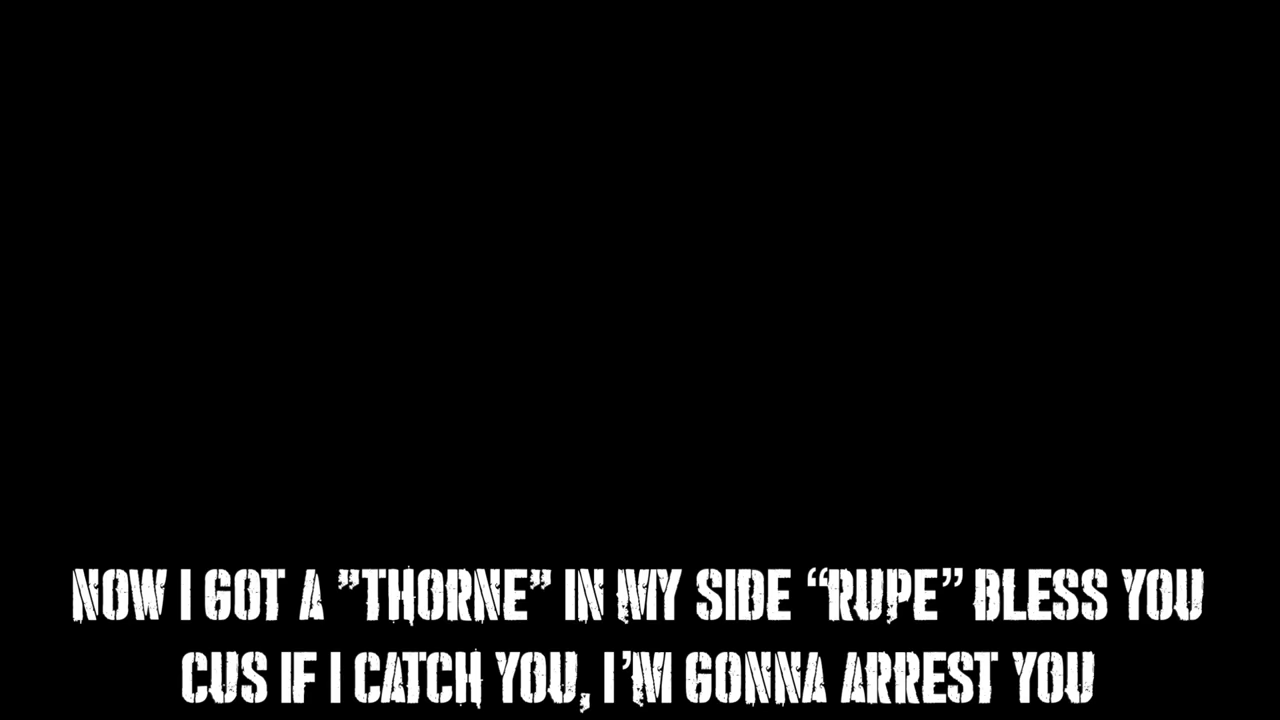 NOW I GOT A ”THORNE” IN MY SIDE “RUPE” BLESS YOU
CUS IF I CATCH YOU, I’M GONNA ARREST YOU